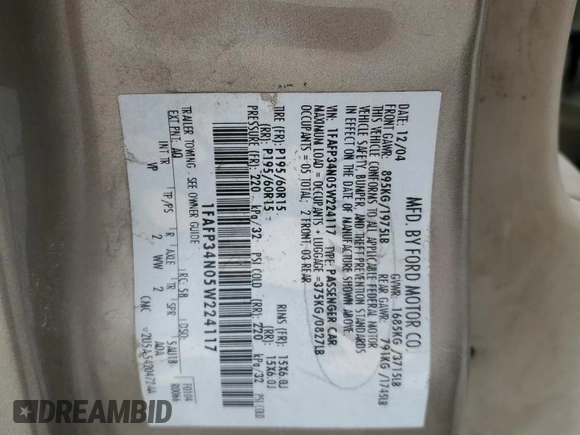 MFD. BY FORD MOTOR CO.
DATE: 12/04 GVWR: 1685KG/3715LB
FRONT GAWR: 895KG/1975LB REAR GAWR: 791KG/1745LB
THIS VEHICLE CONFORMS TO ALL APPLICABLE FEDERAL MOTOR
VEHICLE SAFETY, BUMPER, AND THEFT PREVENTION STANDARDS
IN EFFECT ON THE DATE OF MANUFACTURE SHOWN ABOVE.
VIN: 1FAFP34N05W224117 TYPE: PASSENGER CAR
MAXIMUM LOAD = OCCUPANTS + LUGGAGE = 375KG/0827LB
OCCUPANTS = 05 TOTAL: 2 FRONT, 03 REAR
TIRE (FR): P195/60R15 RIMS (FR): 15X6.0J
(RR): P195/60R15 (RR): 15X6.0J
PRESSURE (FR): 220 kPa/32 PSI COLD (RR): 220 kPa/32 PSI COLD
1FAFP34N05W224117
TRAILER TOWING - SEE OWNER GUIDE
EXT PNT: AQ RC: 58 DSO:
INT TR TP/PS AXLE TR SPR
VP 2 WW 2 AOA
CMC
DREAMBID